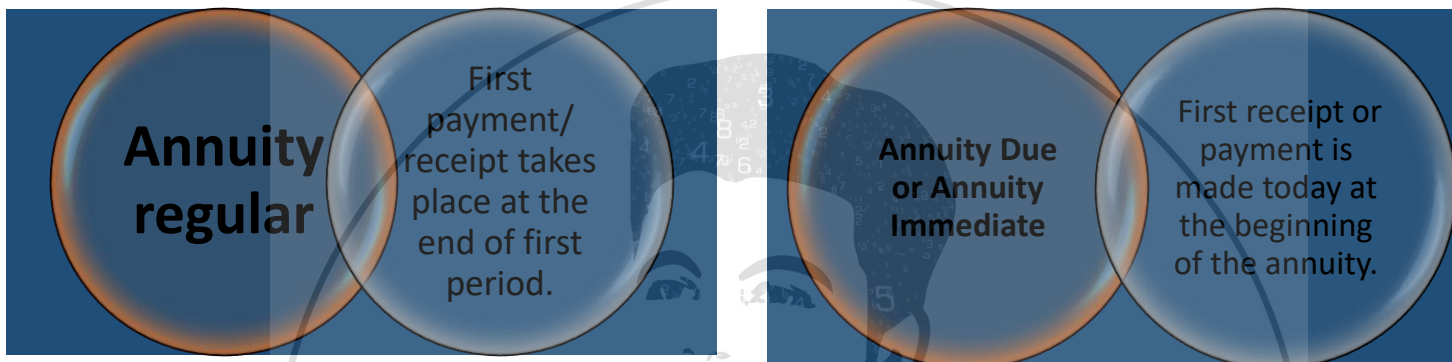 Annuity
regular
First
payment/
receipt takes
place at the
end of first
period.
Annuity Due
or Annuity
Immediate
First receipt or
payment is
made today at
the beginning
of the annuity.